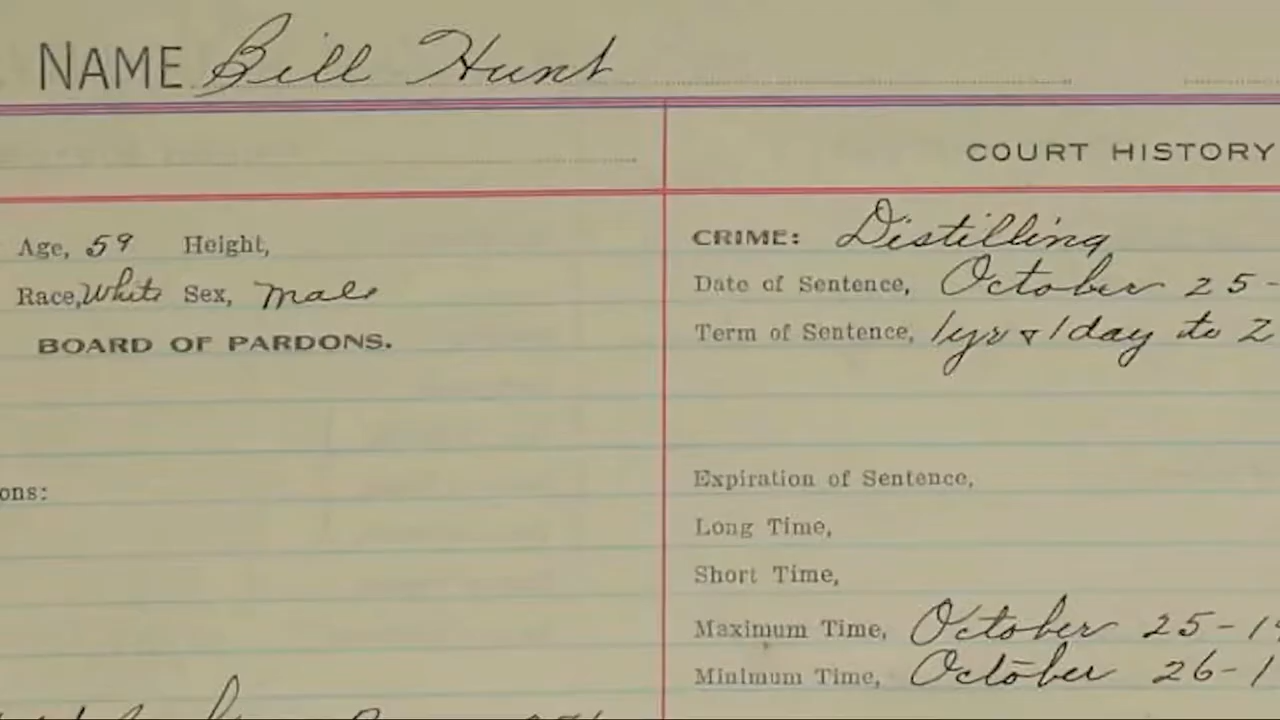 NAME Bill Hunt
COURT HISTORY
Age, 59 Height,
Race, White Sex, male
BOARD OF PARDONS.
ons:
CRIME: Distilling
Date of Sentence, October 25-
Term of Sentence, 1yr & 1day to 2
Expiration of Sentence,
Long Time,
Short Time,
Maximum Time, October 25-19
Minimum Time, October 26-1